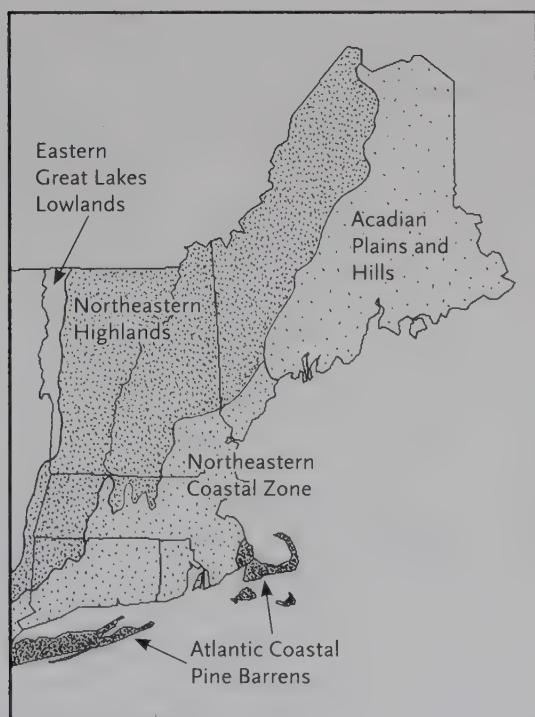 Eastern
Great Lakes
Lowlands
Acadian
Plains and
Hills
Northeastern
Highlands
Northeastern
Coastal Zone
Atlantic Coastal
Pine Barrens